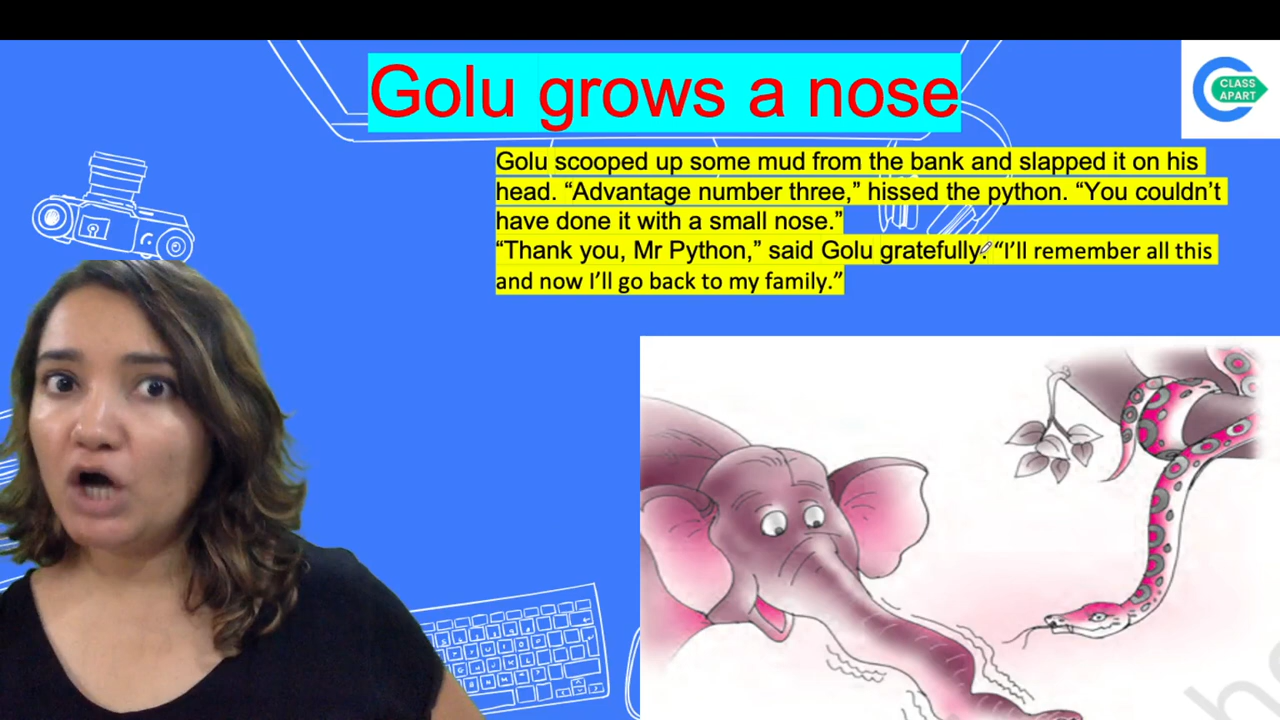 Golu grows a nose
CLASS
APART
Golu scooped up some mud from the bank and slapped it on his
head. “Advantage number three,” hissed the python. “You couldn’t
have done it with a small nose.”
“Thank you, Mr Python,” said Golu gratefully. “I’ll remember all this
and now I’ll go back to my family.”